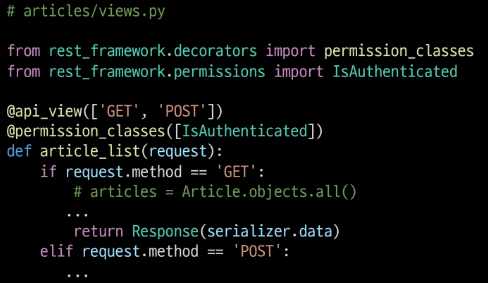 # articles/views.py
from rest_framework.decorators import permission_classes
from rest_framework.permissions import IsAuthenticated
@api_view(['GET', 'POST'])
@permission_classes([IsAuthenticated])
def article_list(request):
    if request.method == 'GET':
        # articles = Article.objects.all()
       ...
        return Response(serializer.data)
    elif request.method == 'POST':
       ...